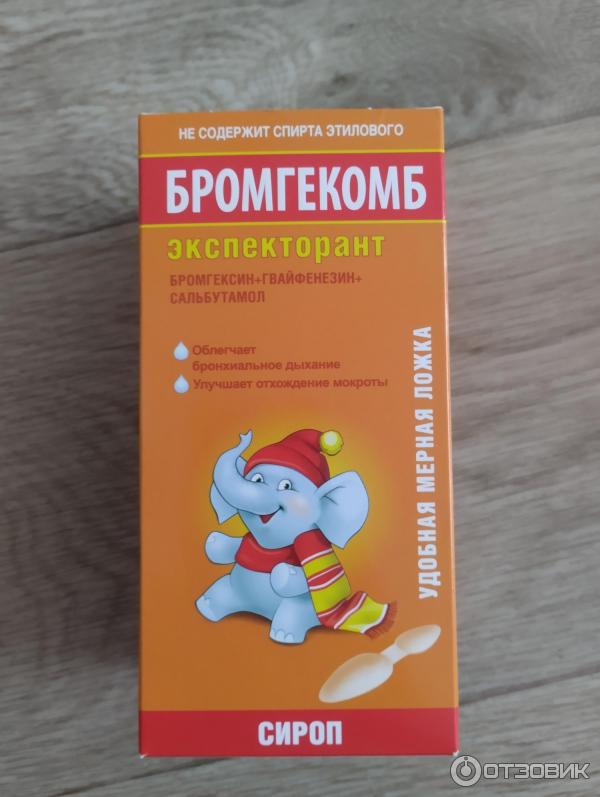 НЕ СОДЕРЖИТ СПИРТА ЭТИЛОВОГО
БРОМГЕКОМБ
экспекторант
БРОМГЕКСИН+ГВАЙФЕНЕЗИН+
САЛЬБУТАМОЛ
Облегчает
бронхиальное дыхание
Улучшает отхождение мокроты
УДОБНАЯ МЕРНАЯ ЛОЖКА
СИРОП
ОТЗОВИК